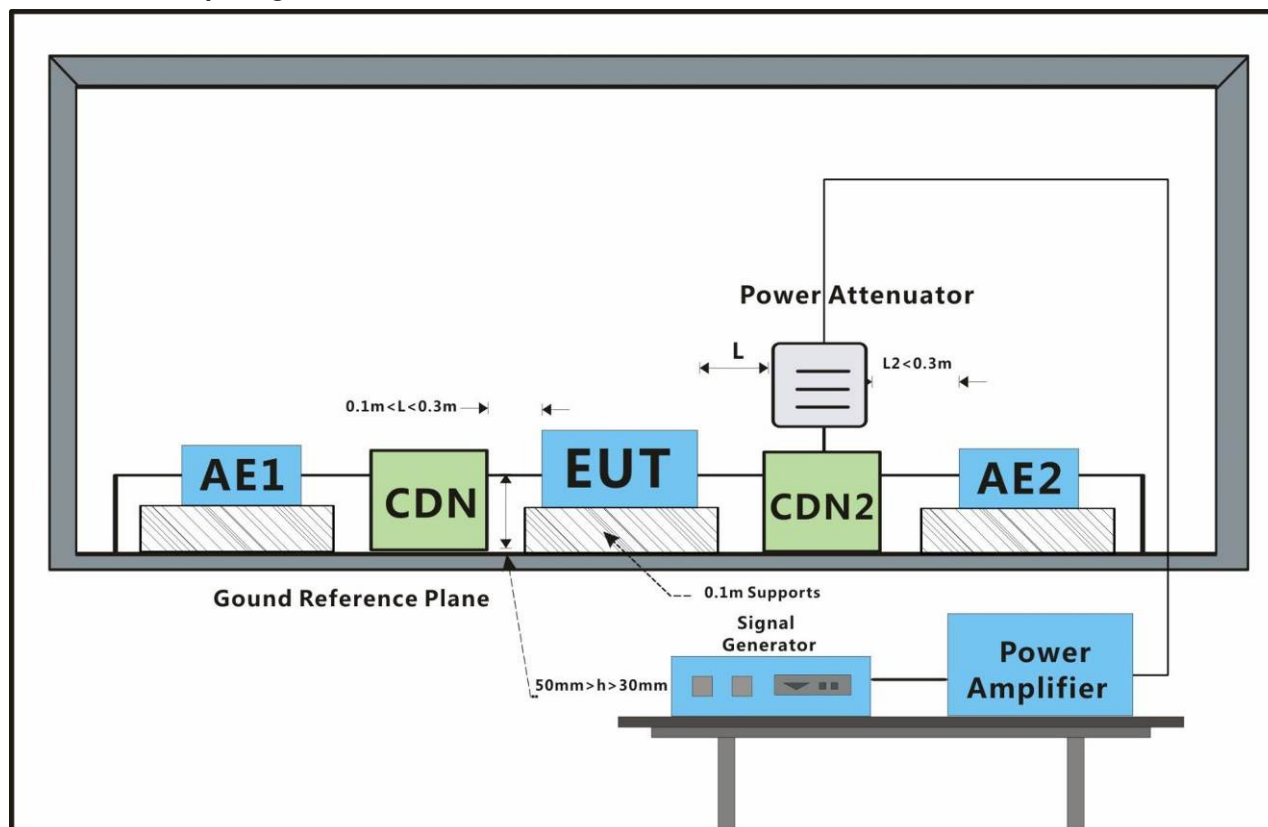 Power Attenuator
L
L2<0.3m
0.1m<L<0.3m
AE1
CDN
EUT
CDN2
AE2
Gound Reference Plane
0.1m Supports
Signal
Generator
50mm>h>30mm
Power
Amplifier